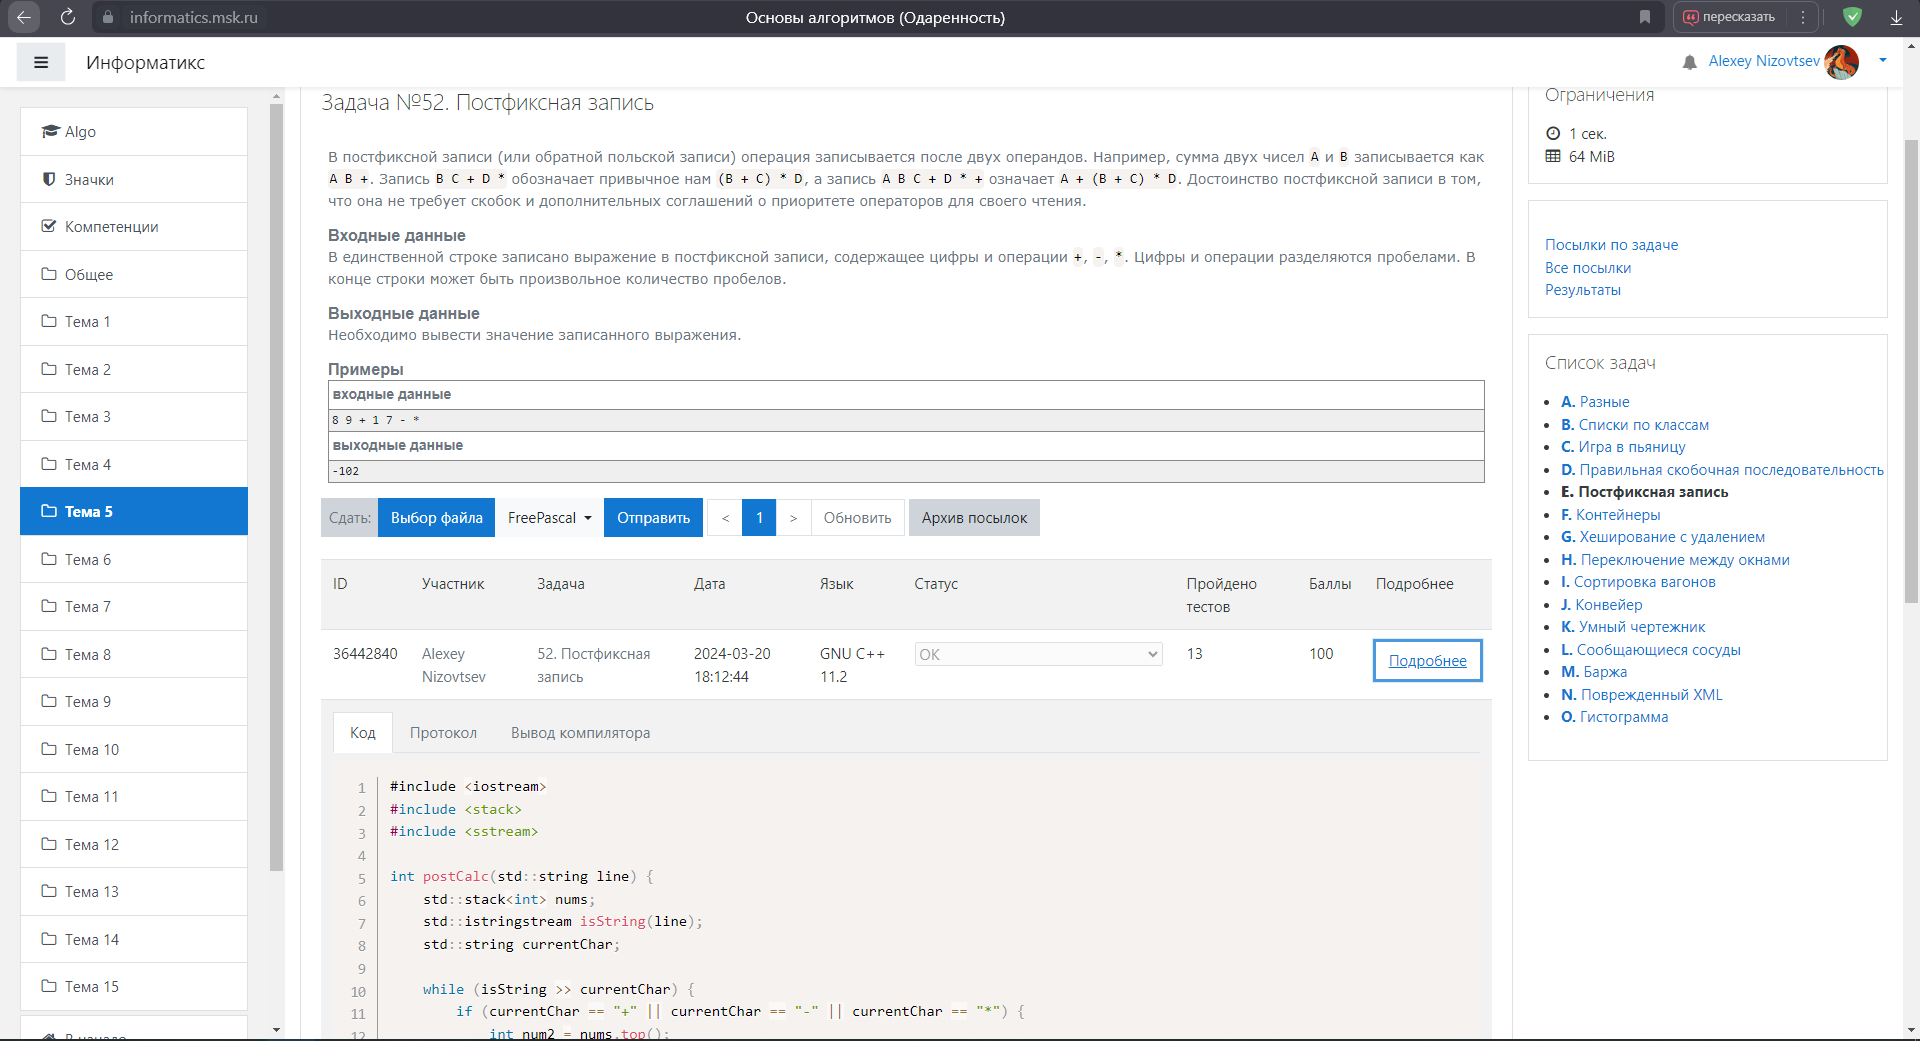 informatics.msk.ru
Основы алгоритмов (Одаренность)
пересказать
Информатикс
Alexey Nizovtsev
Algo
Значки
Компетенции
Общее
Тема 1
Тема 2
Тема 3
Тема 4
Тема 5
Тема 6
Тема 7
Тема 8
Тема 9
Тема 10
Тема 11
Тема 12
Тема 13
Тема 14
Тема 15
В начало
Задача №52. Постфиксная запись
В постфиксной записи (или обратной польской записи) операция записывается после двух операндов. Например, сумма двух чисел A и B записывается как
A B +. Запись B C + D * обозначает привычное нам (B + C) * D, а запись A B C + D * + означает A + (B + C) * D. Достоинство постфиксной записи в том,
что она не требует скобок и дополнительных соглашений о приоритете операторов для своего чтения.
Входные данные
В единственной строке записано выражение в постфиксной записи, содержащее цифры и операции +, -, *. Цифры и операции разделяются пробелами. В
конце строки может быть произвольное количество пробелов.
Выходные данные
Необходимо вывести значение записанного выражения.
Примеры
входные данные
8 9 + 1 7 - *
выходные данные
-102
Сдать: Выбор файла FreePascal Отправить < 1 > Обновить Архив посылок
ID Участник Задача Дата Язык Статус Пройдено тестов Баллы Подробнее
36442840 Alexey Nizovtsev 52. Постфиксная запись 2024-03-20 18:12:44 GNU C++ 11.2 OK 13 100 Подробнее
Код Протокол Вывод компилятора
1 #include <iostream>
2 #include <stack>
3 #include <sstream>
4
5 int postCalc(std::string line) {
6 std::stack<int> nums;
7 std::istringstream isString(line);
8 std::string currentChar;
9
10 while (isString >> currentChar) {
11 if (currentChar == "+" || currentChar == "-" || currentChar == "*") {
12 int num2 = nums.top();
Ограничения
1 сек.
64 MiB
Посылки по задаче
Все посылки
Результаты
Список задач
A. Разные
B. Списки по классам
C. Игра в пьяницу
D. Правильная скобочная последовательность
E. Постфиксная запись
F. Контейнеры
G. Хеширование с удалением
H. Переключение между окнами
I. Сортировка вагонов
J. Конвейер
K. Умный чертежник
L. Сообщающиеся сосуды
M. Баржа
N. Поврежденный XML
O. Гистограмма